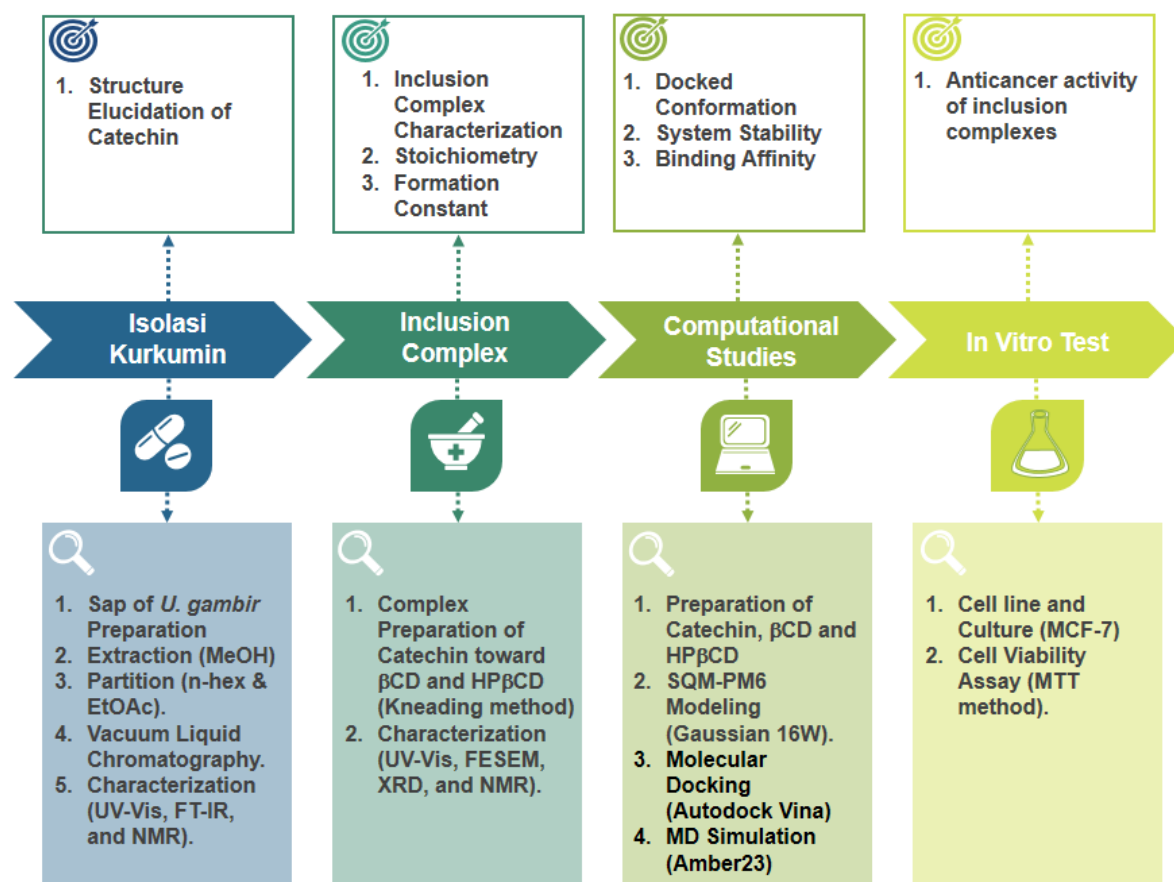 1. Structure
Elucidation of
Catechin
1. Inclusion
Complex
Characterization
2. Stoichiometry
3. Formation
Constant
1. Docked
Conformation
2. System Stability
3. Binding Affinity
1. Anticancer activity
of inclusion
complexes
Isolasi
Kurkumin
Inclusion
Complex
Computational
Studies
In Vitro Test
1. Sap of U. gambir
Preparation
2. Extraction (MeOH)
3. Partition (n-hex &
EtOAc).
4. Vacuum Liquid
Chromatography.
5. Characterization
(UV-Vis, FT-IR,
and NMR).
1. Complex
Preparation of
Catechin toward
βCD and HPβCD
(Kneading method)
2. Characterization
(UV-Vis, FESEM,
XRD, and NMR).
1. Preparation of
Catechin, βCD and
HPβCD
2. SQM-PM6
Modeling
(Gaussian 16W).
3. Molecular
Docking
(Autodock Vina)
4. MD Simulation
(Amber23)
1. Cell line and
Culture (MCF-7)
2. Cell Viability
Assay (MTT
method).